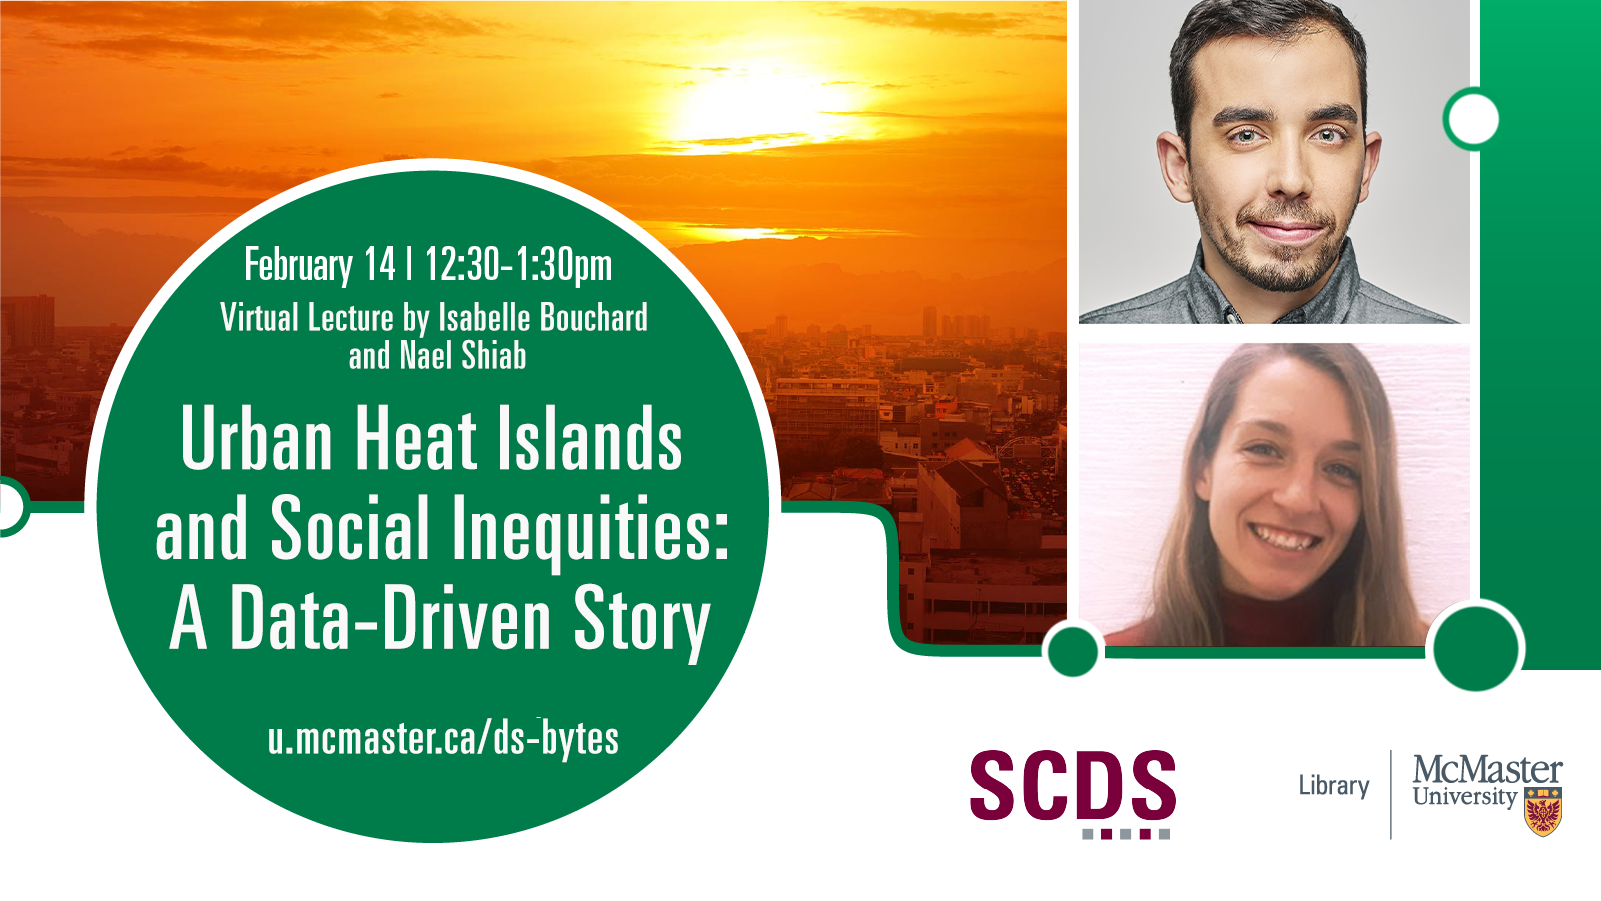 February 14 | 12:30-1:30pm
Virtual Lecture by Isabelle Bouchard
and Nael Shiab
Urban Heat Islands
and Social Inequities:
A Data-Driven Story
u.mcmaster.ca/ds-bytes
SCDS
Library
McMaster
University